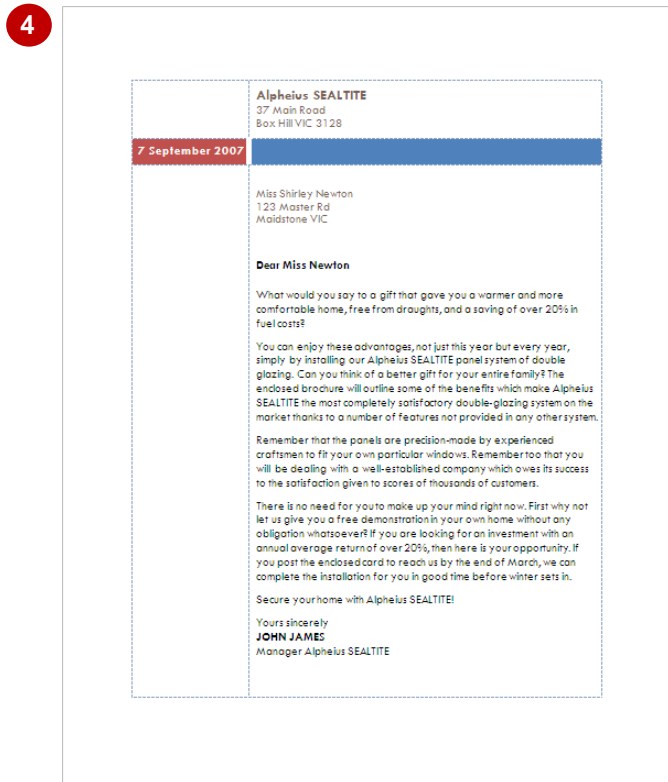 4
Alpheius SEALTITE
37 Main Road
Box Hill VIC 3128
7 September 2007
Miss Shirley Newton
123 Master Rd
Maidstone VIC
Dear Miss Newton
What would you say to a gift that gave you a warmer and more
comfortable home, free from draughts, and a saving of over 20% in
fuel costs?
You can enjoy these advantages, not just this year but every year,
simply by installing our Alpheius SEALTITE panel system of double
glazing. Can you think of a better gift for your entire family? The
enclosed brochure will outline some of the benefits which make Alpheius
SEALTITE the most completely satisfactory double-glazing system on the
market thanks to a number of features not provided in any other system.
Remember that the panels are precision-made by experienced
craftsmen to fit your own particular windows. Remember too that you
will be dealing with a well-established company which owes its success
to the satisfaction given to scores of thousands of customers.
There is no need for you to make up your mind right now. First why not
let us give you a free demonstration in your own home without any
obligation whatsoever? If you are looking for an investment with an
annual average return of over 20%, then here is your opportunity. If
you post the enclosed card to reach us by the end of March, we can
complete the installation for you in good time before winter sets in.
Secure your home with Alpheius SEALTITE!
Yours sincerely
JOHN JAMES
Manager Alpheius SEALTITE